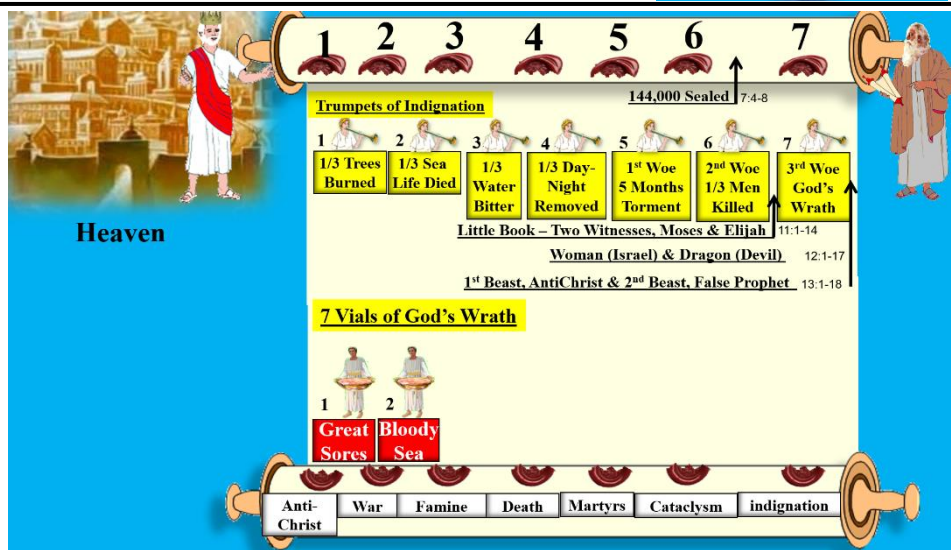 1 2 3 4 5 6 7
144,000 Sealed 7:4-8
Trumpets of Indignation
1 2 3 4 5 6 7
1/3 Trees
Burned
1/3 Sea
Life Died
1/3
Water
Bitter
1/3 Day-
Night
Removed
1st Woe
5 Months
Torment
2nd Woe
1/3 Men
Killed
3rd Woe
God's
Wrath
Little Book – Two Witnesses, Moses & Elijah 11:1-14
Heaven
Woman (Israel) & Dragon (Devil) 12:1-17
1st Beast, AntiChrist & 2nd Beast, False Prophet 13:1-18
7 Vials of God's Wrath
1 2
Great
Sores
Bloody
Sea
Anti-
Christ
War
Famine
Death
Martyrs
Cataclysm
indignation